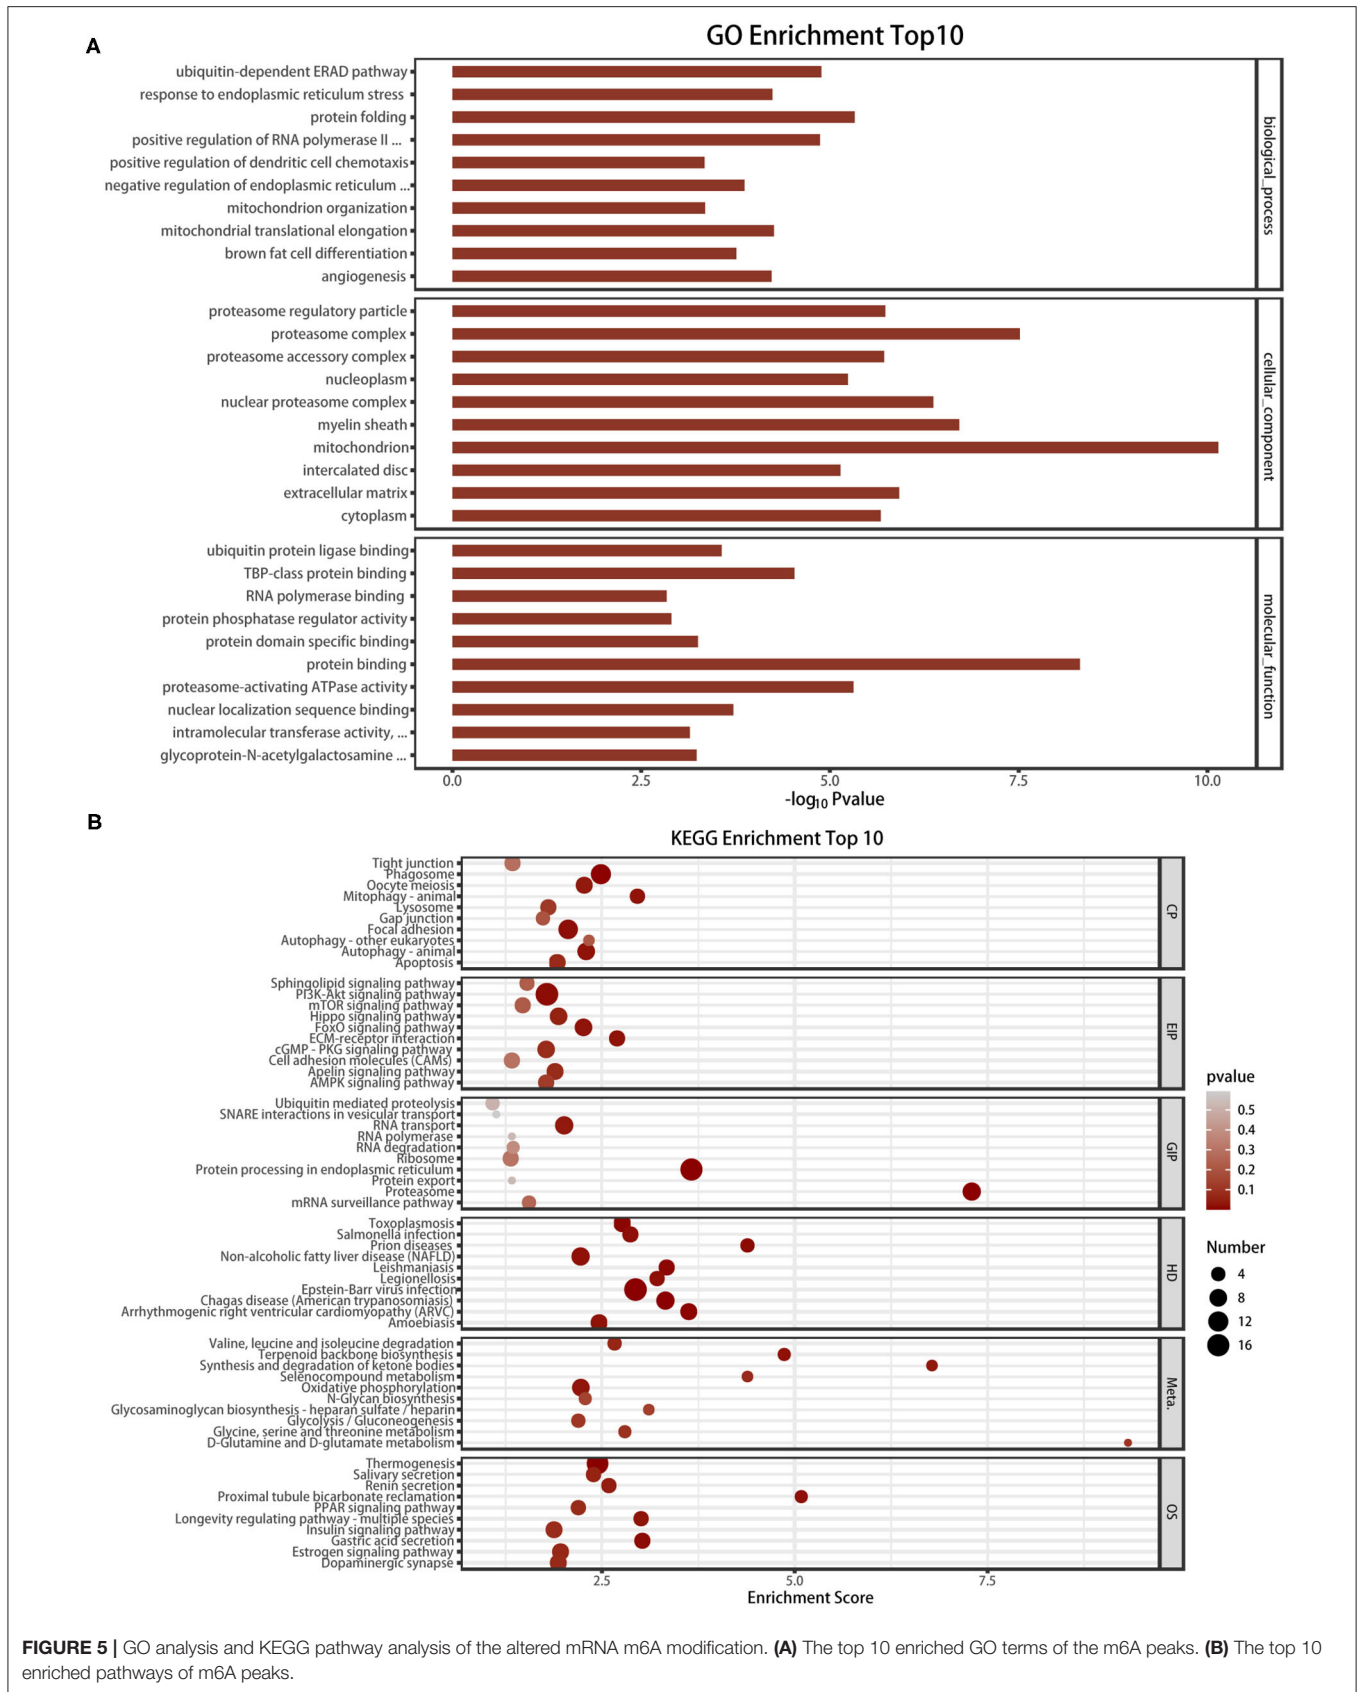 A
GO Enrichment Top10
ubiquitin-dependent ERAD pathway
response to endoplasmic reticulum stress
protein folding
positive regulation of RNA polymerase II ...
positive regulation of dendritic cell chemotaxis
negative regulation of endoplasmic reticulum ...
mitochondrion organization
mitochondrial translational elongation
brown fat cell differentiation
angiogenesis
biological_process
proteasome regulatory particle
proteasome complex
proteasome accessory complex
nucleoplasm
nuclear proteasome complex
myelin sheath
mitochondrion
intercalated disc
extracellular matrix
cytoplasm
cellular_component
ubiquitin protein ligase binding
TBP-class protein binding
RNA polymerase binding
protein phosphatase regulator activity
protein domain specific binding
protein binding
proteasome-activating ATPase activity
nuclear localization sequence binding
intramolecular transferase activity, ...
glycoprotein-N-acetylgalactosamine ...
molecular_function
0.0 2.5 5.0 7.5 10.0
-log10 Pvalue
B
KEGG Enrichment Top 10
Tight junction
Phagosome
Oocyte meiosis
Mitophagy - animal
Lysosome
Gap junction
Focal adhesion
Autophagy - other eukaryotes
Autophagy - animal
Apoptosis
CP
Sphingolipid signaling pathway
PI3K-Akt signaling pathway
mTOR signaling pathway
Hippo signaling pathway
FoxO signaling pathway
ECM-receptor interaction
cGMP - PKG signaling pathway
Cell adhesion molecules (CAMs)
Apelin signaling pathway
AMPK signaling pathway
EIP
Ubiquitin mediated proteolysis
SNARE interactions in vesicular transport
RNA transport
RNA polymerase
RNA degradation
Ribosome
Protein processing in endoplasmic reticulum
Protein export
Proteasome
mRNA surveillance pathway
GIP
Toxoplasmosis
Salmonella infection
Prion diseases
Non-alcoholic fatty liver disease (NAFLD)
Leishmaniasis
Legionellosis
Epstein-Barr virus infection
Chagas disease (American trypanosomiasis)
Arrhythmogenic right ventricular cardiomyopathy (ARVC)
Amoebiasis
HD
Valine, leucine and isoleucine degradation
Terpenoid backbone biosynthesis
Synthesis and degradation of ketone bodies
Selenocompound metabolism
Oxidative phosphorylation
N-Glycan biosynthesis
Glycosaminoglycan biosynthesis - heparan sulfate / heparin
Glycolysis / Gluconeogenesis
Glycine, serine and threonine metabolism
D-Glutamine and D-glutamate metabolism
Meta.
Thermogenesis
Salivary secretion
Renin secretion
Proximal tubule bicarbonate reclamation
PPAR signaling pathway
Longevity regulating pathway - multiple species
Insulin signaling pathway
Gastric acid secretion
Estrogen signaling pathway
Dopaminergic synapse
OS
2.5 5.0 7.5
Enrichment Score
pvalue
0.5
0.4
0.3
0.2
0.1
Number
4
8
12
16
FIGURE 5 | GO analysis and KEGG pathway analysis of the altered mRNA m6A modification. (A) The top 10 enriched GO terms of the m6A peaks. (B) The top 10
enriched pathways of m6A peaks.